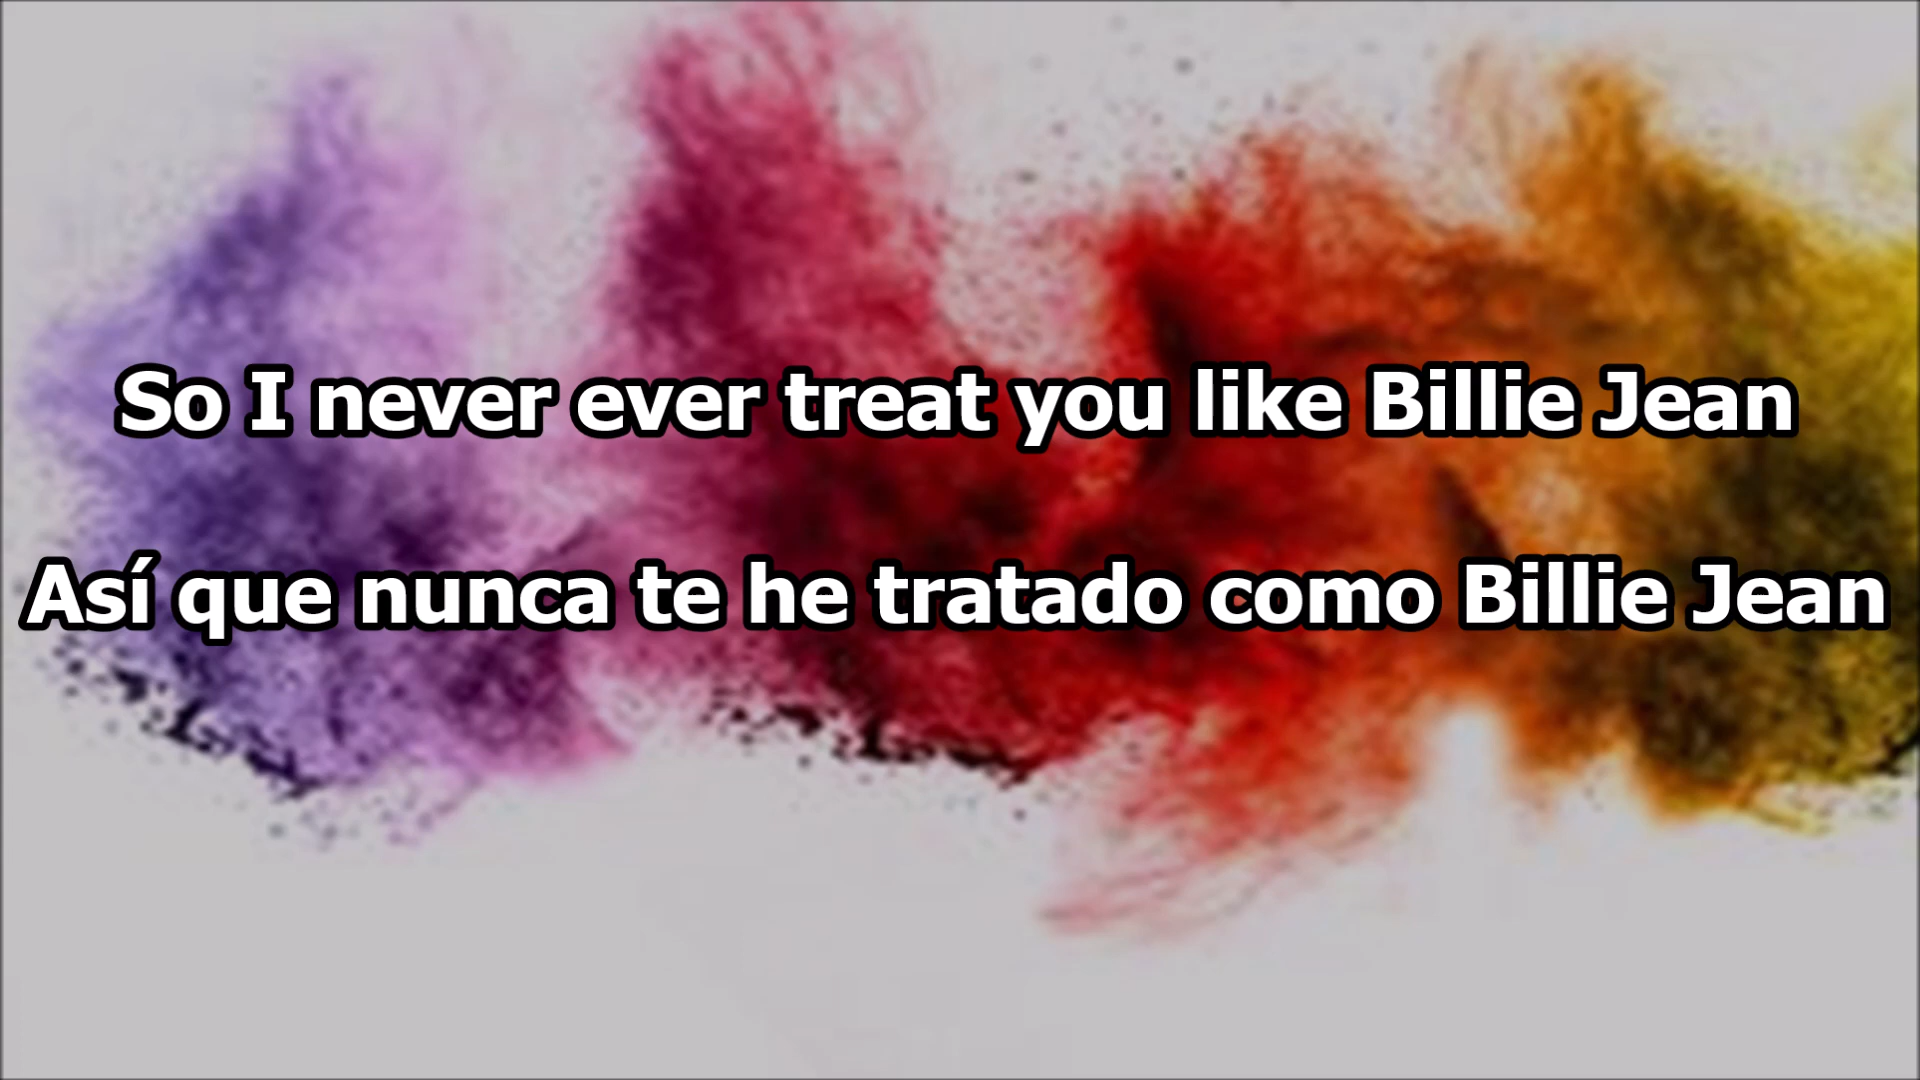 So I never ever treat you like Billie Jean
Así que nunca te he tratado como Billie Jean